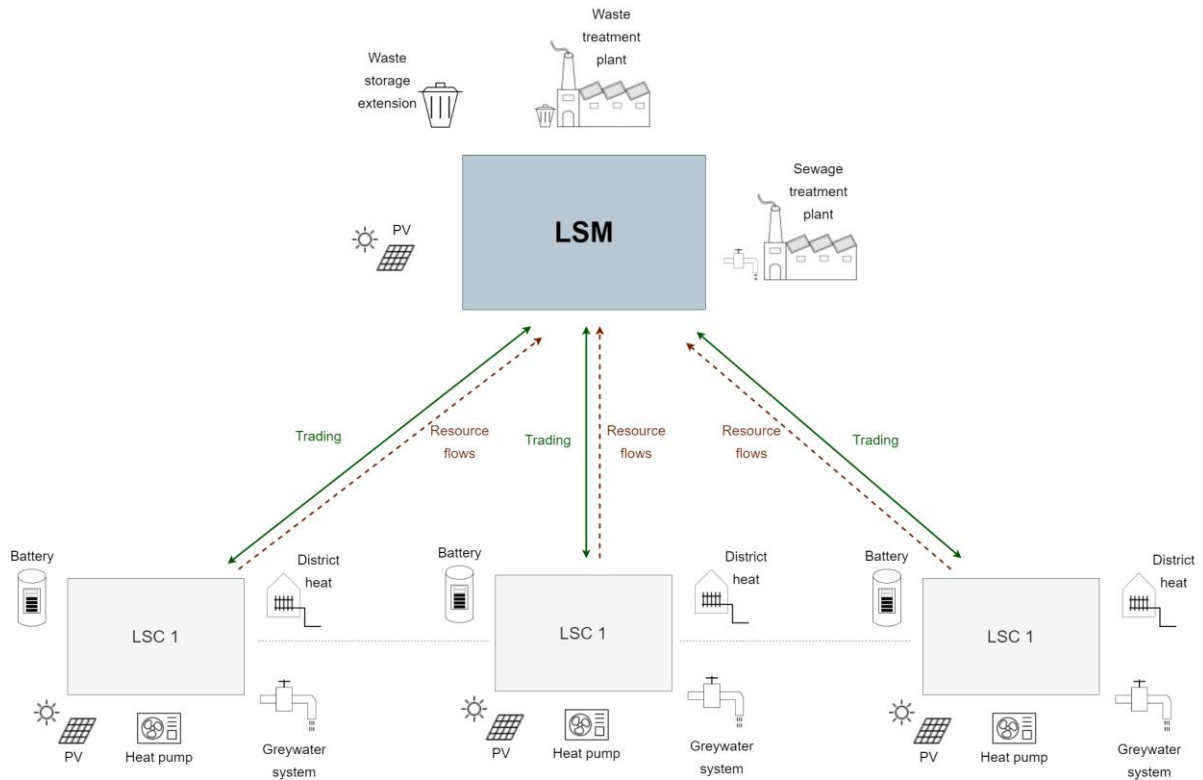 Waste
treatment
plant
Waste
storage
extension
Sewage
treatment
plant
PV
LSM
Trading
Resource
flows
Trading
Resource
flows
Resource
flows
Trading
Battery
District
heat
LSC 1
PV
Heat pump
Greywater
system
Battery
District
heat
LSC 1
PV
Heat pump
Greywater
system
Battery
District
heat
LSC 1
PV
Heat pump
Greywater
system